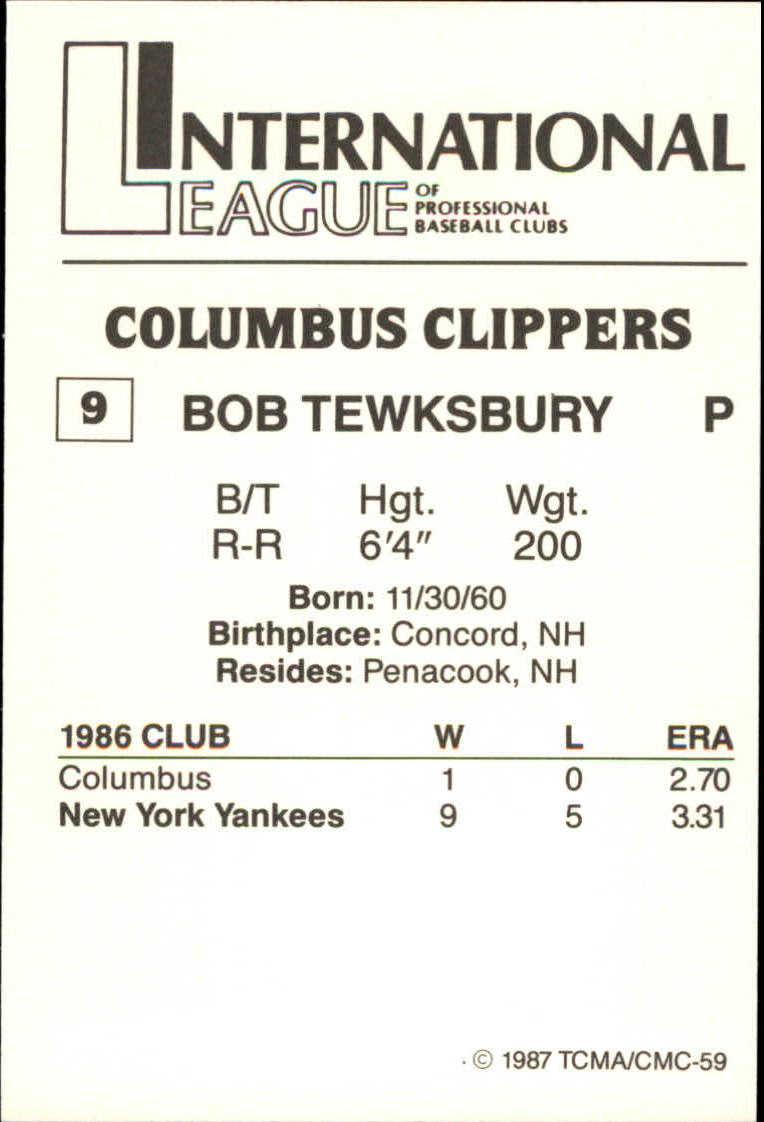 INTERNATIONAL
LEAGUE OF PROFESSIONAL BASEBALL CLUBS
COLUMBUS CLIPPERS
9 BOB TEWKSBURY P
B/T Hgt. Wgt.
R-R 6'4" 200
Born: 11/30/60
Birthplace: Concord, NH
Resides: Penacook, NH
1986 CLUB W L ERA
Columbus 1 0 2.70
New York Yankees 9 5 3.31
© 1987 TCMA/CMC-59